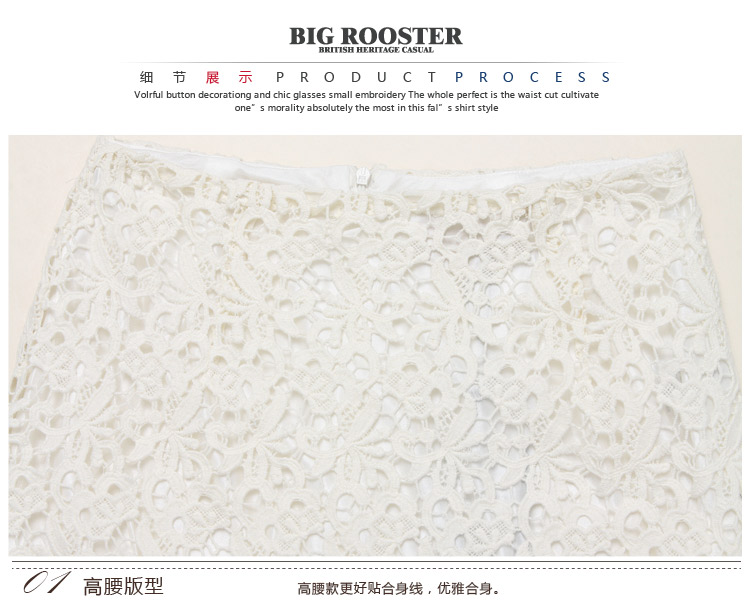 BIG ROOSTER
BRITISH HERITAGE CASUAL
细节展示 PRODUCT PROCESS
Volrful button decorationg and chic glasses small embroidery The whole perfect is the waist cut cultivate
one”s morality absolutely the most in this fal”s shirt style
01 高腰版型 高腰款更好贴合身线，优雅合身。